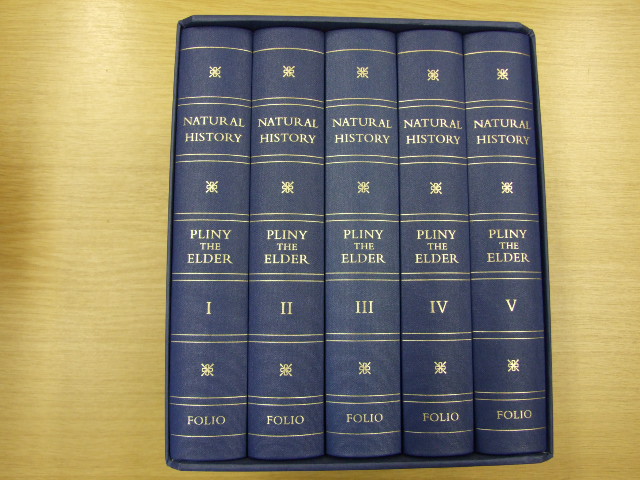 NATURAL
HISTORY
PLINY
THE
ELDER
I
FOLIO
NATURAL
HISTORY
PLINY
THE
ELDER
II
FOLIO
NATURAL
HISTORY
PLINY
THE
ELDER
III
FOLIO
NATURAL
HISTORY
PLINY
THE
ELDER
IV
FOLIO
NATURAL
HISTORY
PLINY
THE
ELDER
V
FOLIO